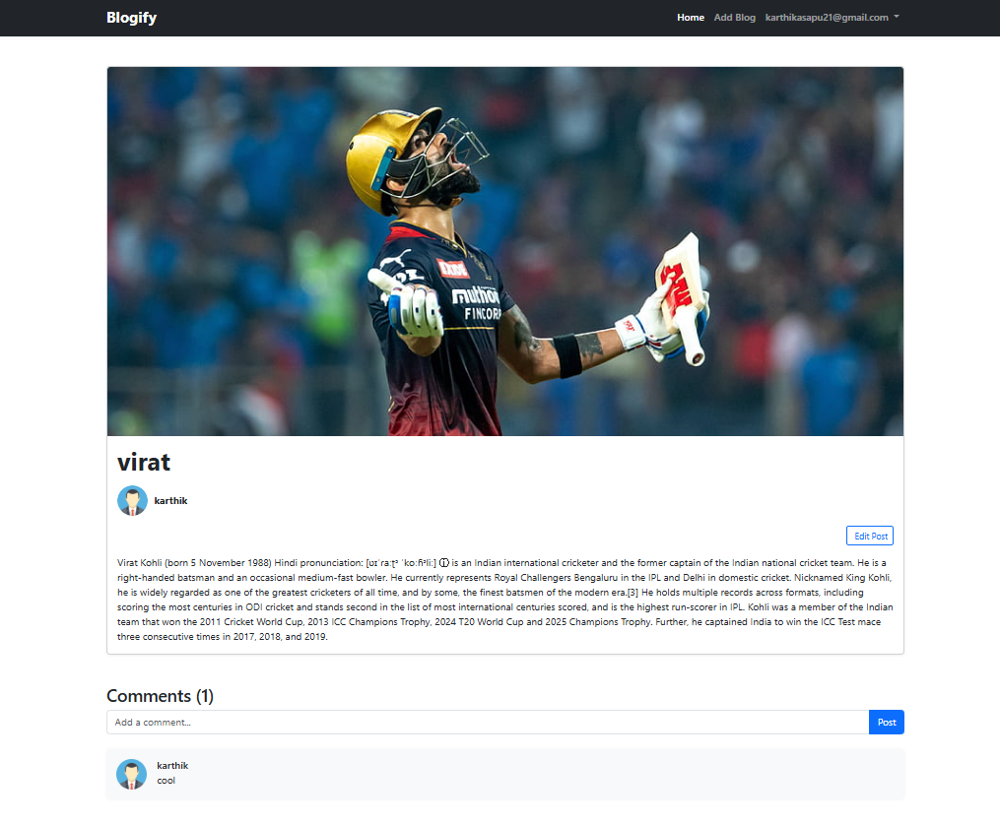 Blogify
Home Add Blog karthikasapu21@gmail.com
muthoo
FINCORP
virat
karthik
Edit Post
Virat Kohli (born 5 November 1988) Hindi pronunciation: [ʋɪˈraːʈᵊ ˈkoːɦᵊliː] ⓘ is an Indian international cricketer and the former captain of the Indian national cricket team. He is a
right-handed batsman and an occasional medium-fast bowler. He currently represents Royal Challengers Bengaluru in the IPL and Delhi in domestic cricket. Nicknamed King Kohli,
he is widely regarded as one of the greatest cricketers of all time, and by some, the finest batsmen of the modern era.[3] He holds multiple records across formats, including
scoring the most centuries in ODI cricket and stands second in the list of most international centuries scored, and is the highest run-scorer in IPL. Kohli was a member of the Indian
team that won the 2011 Cricket World Cup, 2013 ICC Champions Trophy, 2024 T20 World Cup and 2025 Champions Trophy. Further, he captained India to win the ICC Test mace
three consecutive times in 2017, 2018, and 2019.
Comments (1)
Add a comment...
Post
karthik
cool